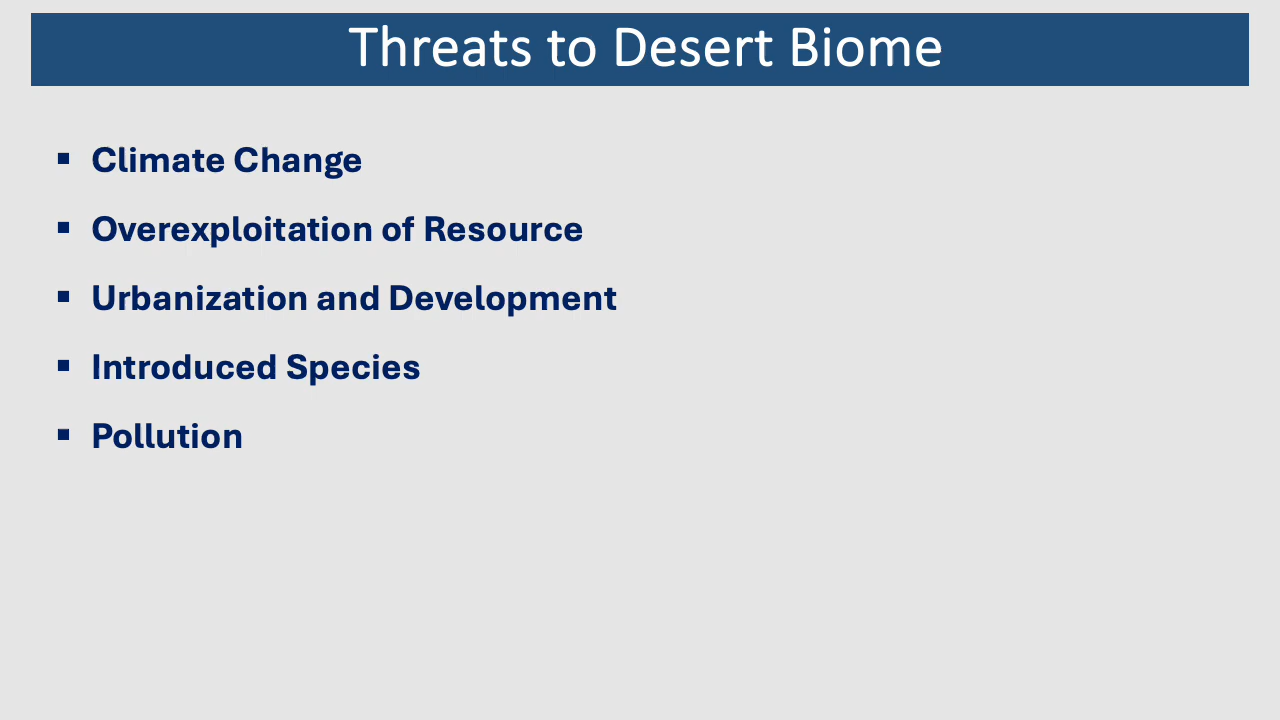 Threats to Desert Biome
▪ Climate Change
▪ Overexploitation of Resource
▪ Urbanization and Development
▪ Introduced Species
▪ Pollution